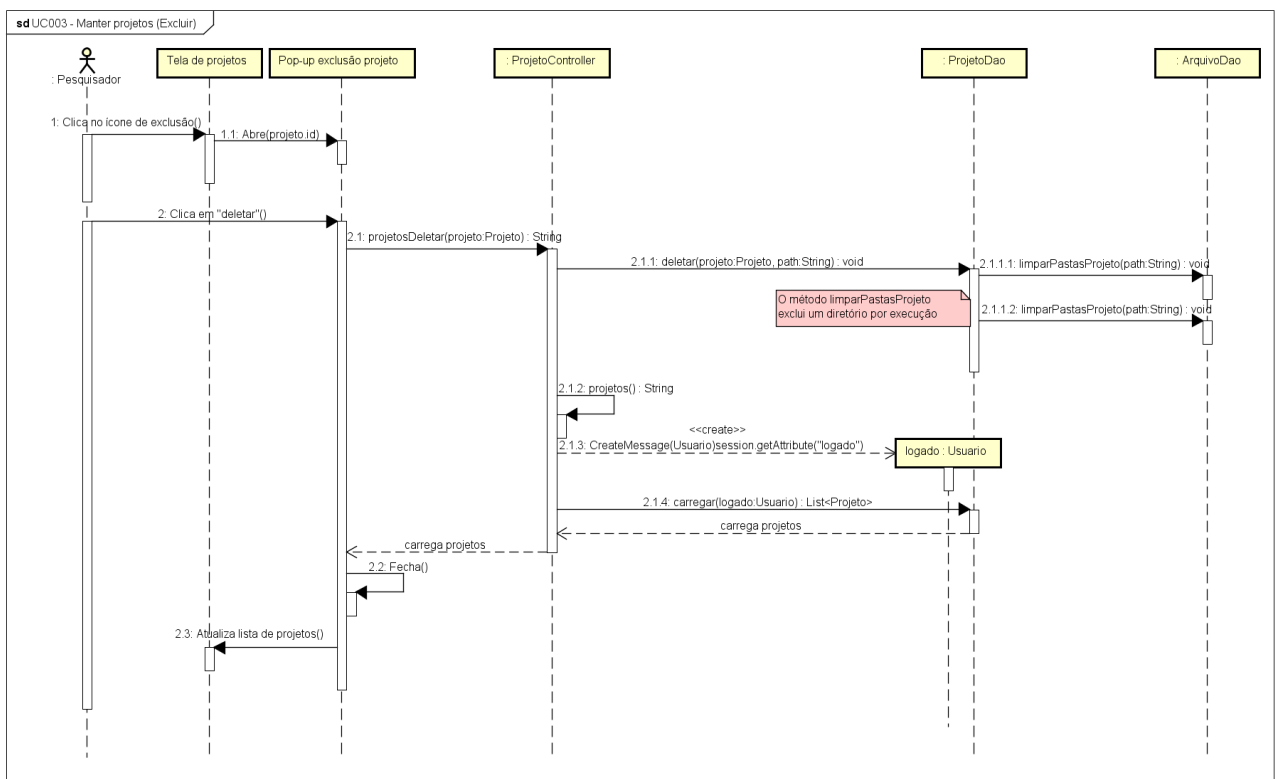 sd UC003 - Manter projetos (Excluir)
: Pesquisador
Tela de projetos
Pop-up exclusão projeto
: ProjetoController
: ProjetoDao
: ArquivoDao
1: Clica no ícone de exclusão()
1.1: Abre(projeto.id)
2: Clica em "deletar"()
2.1: projetosDeletar(projeto:Projeto) : String
2.1.1: deletar(projeto:Projeto, path:String) : void
2.1.1.1: limparPastasProjeto(path:String) : void
O método limparPastasProjeto
exclui um diretório por execução
2.1.1.2: limparPastasProjeto(path:String) : void
2.1.2: projetos() : String
<<create>>
2.1.3: CreateMessage(Usuario)session.getAttribute("logado")
logado : Usuario
2.1.4: carregar(logado:Usuario) : List<Projeto>
carrega projetos
carrega projetos
2.2: Fecha()
2.3: Atualiza lista de projetos()